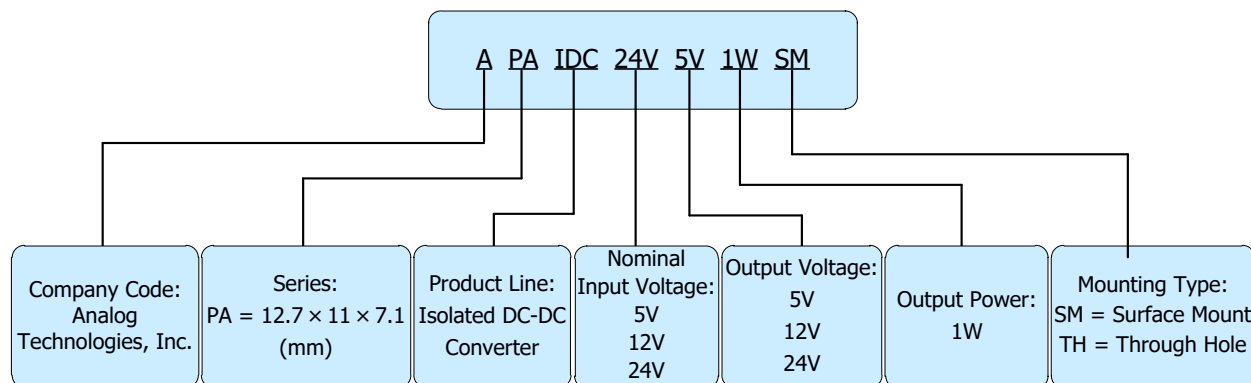 A PA IDC 24V 5V 1W SM
Company Code:
Analog
Technologies, Inc.
Series:
PA = 12.7 × 11 × 7.1
(mm)
Product Line:
Isolated DC-DC
Converter
Nominal
Input Voltage:
5V
12V
24V
Output Voltage:
5V
12V
24V
Output Power:
1W
Mounting Type:
SM = Surface Mount
TH = Through Hole